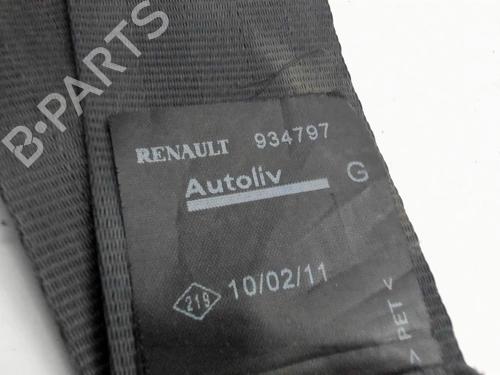 B-PARTS
RENAULT 934797
Autoliv G
219 10/02/11
> PET <